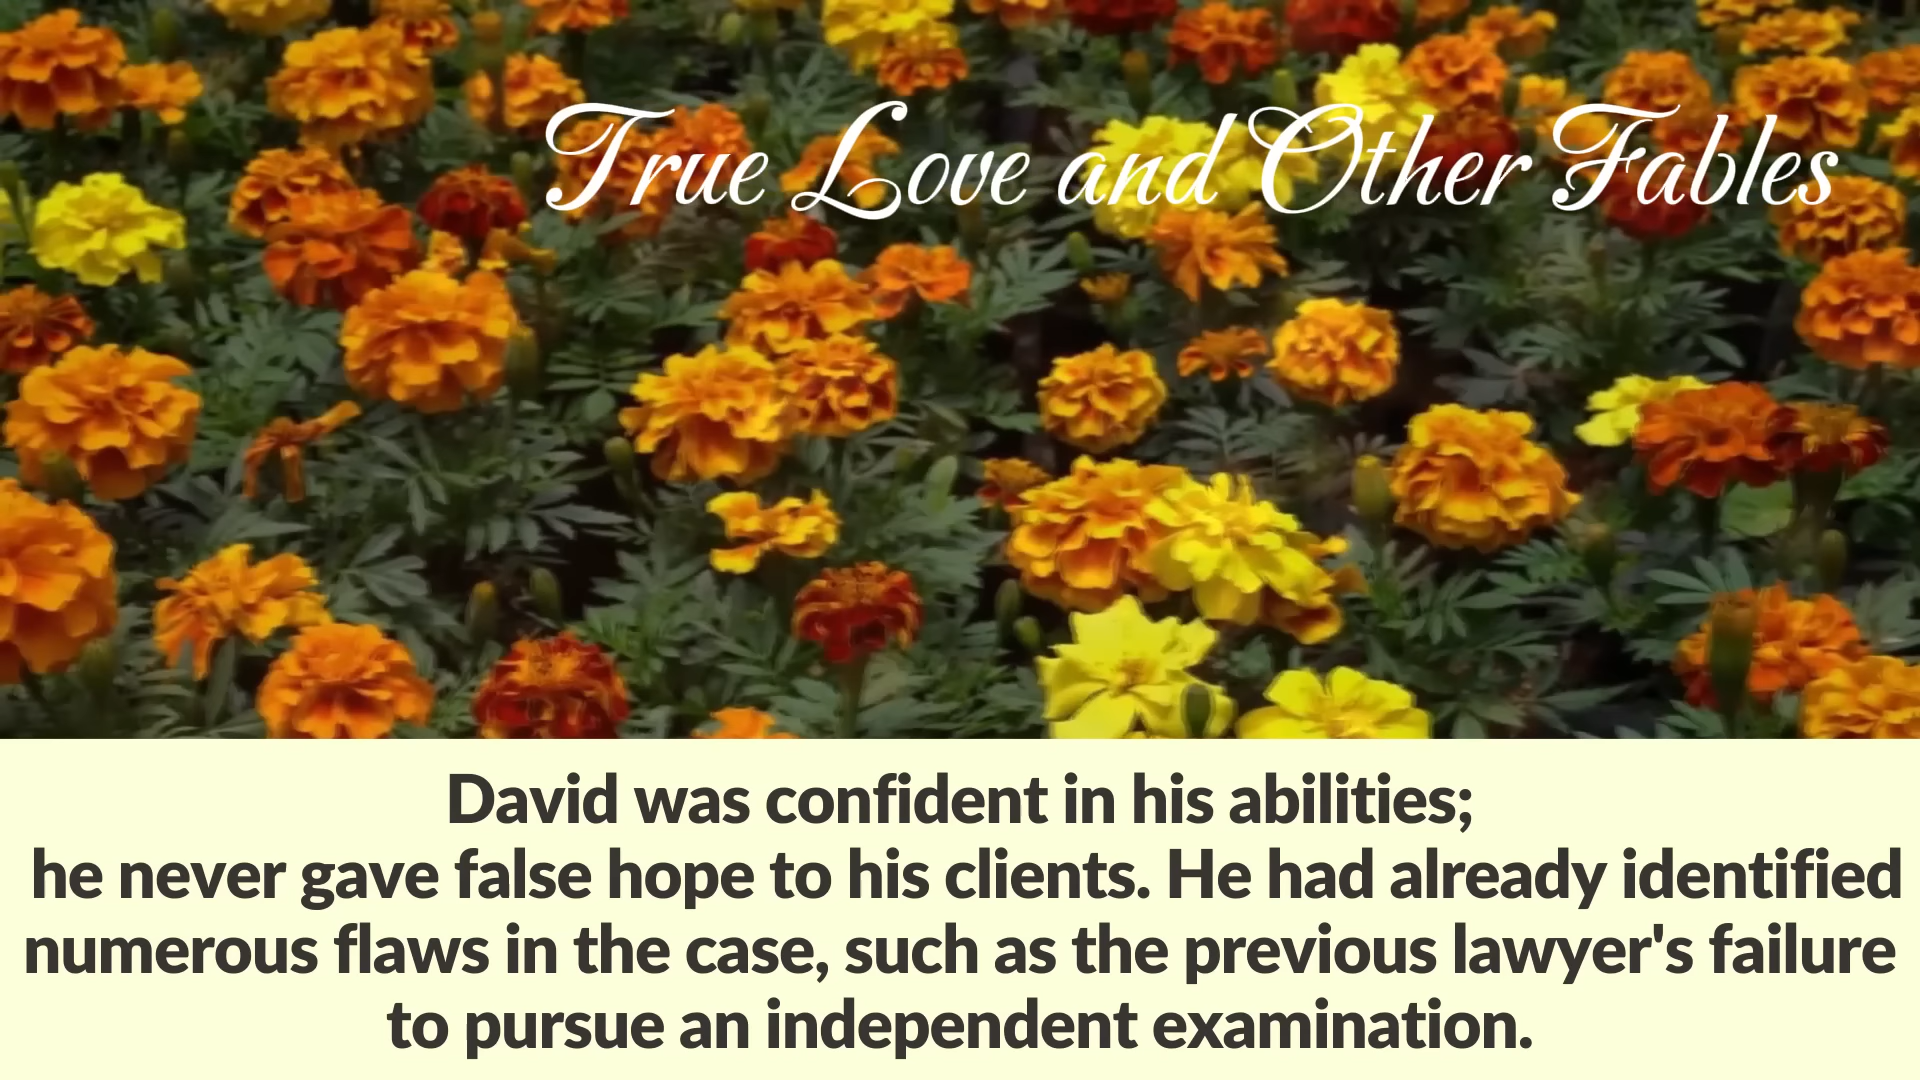 True Love and Other Fables
David was confident in his abilities;
he never gave false hope to his clients. He had already identified
numerous flaws in the case, such as the previous lawyer's failure
to pursue an independent examination.